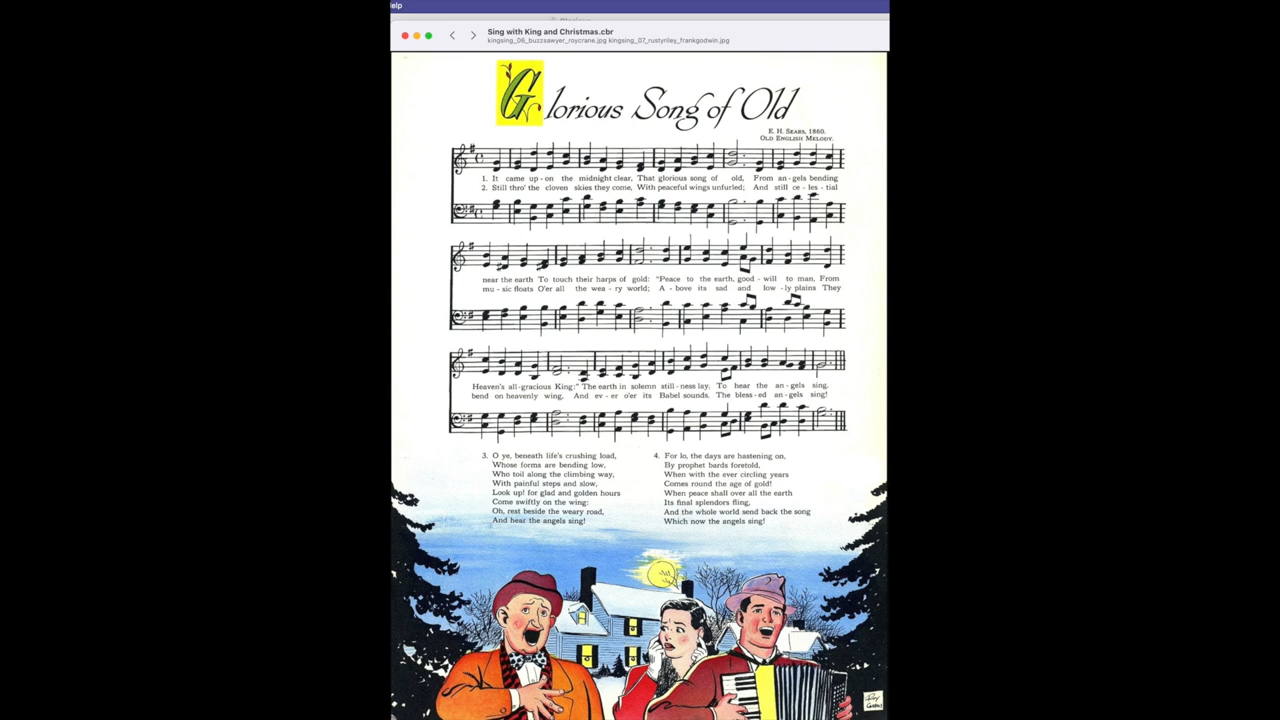 elp
Sing with King and Christmas.cbr
kingsing_06_buzzsawyer_roycrane.jpg kingsing_07_rustyriley_frankgodwin.jpg
Glorious Song of Old
E. H. Sears, 1860.
Old English Melody.
1. It came up - on the midnight clear, That glorious song of old, From an - gels bending
2. Still thro' the cloven skies they come, With peaceful wings unfurled; And still ce - les - tial
near the earth To touch their harps of gold: "Peace to the earth, good - will to man, From
mu - sic floats O'er all the wea - ry world; A - bove its sad and low - ly plains They
Heaven's all-gracious King:" The earth in solemn still - ness lay, To hear the an - gels sing.
bend on heavenly wing, And ev - er o'er its Babel sounds. The bless - ed an - gels sing!
3. O ye, beneath life's crushing load,
Whose forms are bending low,
Who toil along the climbing way,
With painful steps and slow,
Look up! for glad and golden hours
Come swiftly on the wing:
Oh, rest beside the weary road,
And hear the angels sing!
4. For lo, the days are hastening on,
By prophet bards foretold,
When with the ever circling years
Comes round the age of gold!
When peace shall over all the earth
Its final splendors fling,
And the whole world send back the song
Which now the angels sing!
Roy
Crane